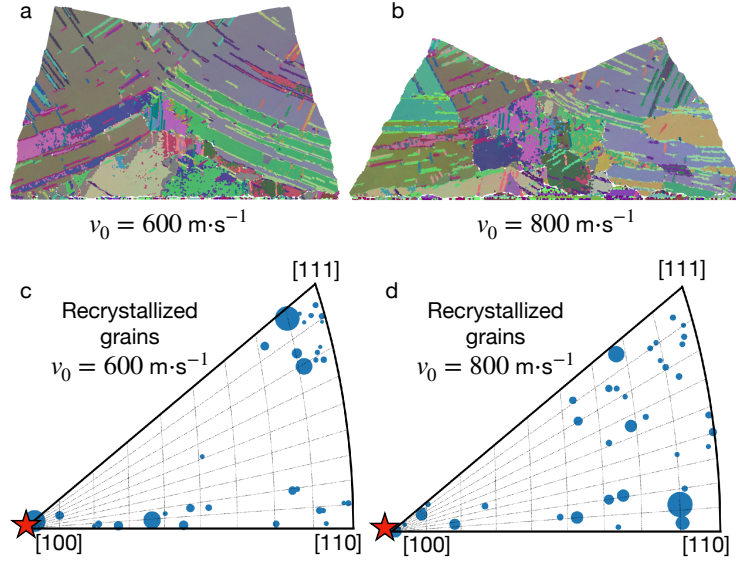 a
b
v₀ = 600 m·s⁻¹
v₀ = 800 m·s⁻¹
c
Recrystallized
grains
v₀ = 600 m·s⁻¹
[111]
[100]
[110]
d
Recrystallized
grains
v₀ = 800 m·s⁻¹
[111]
[100]
[110]